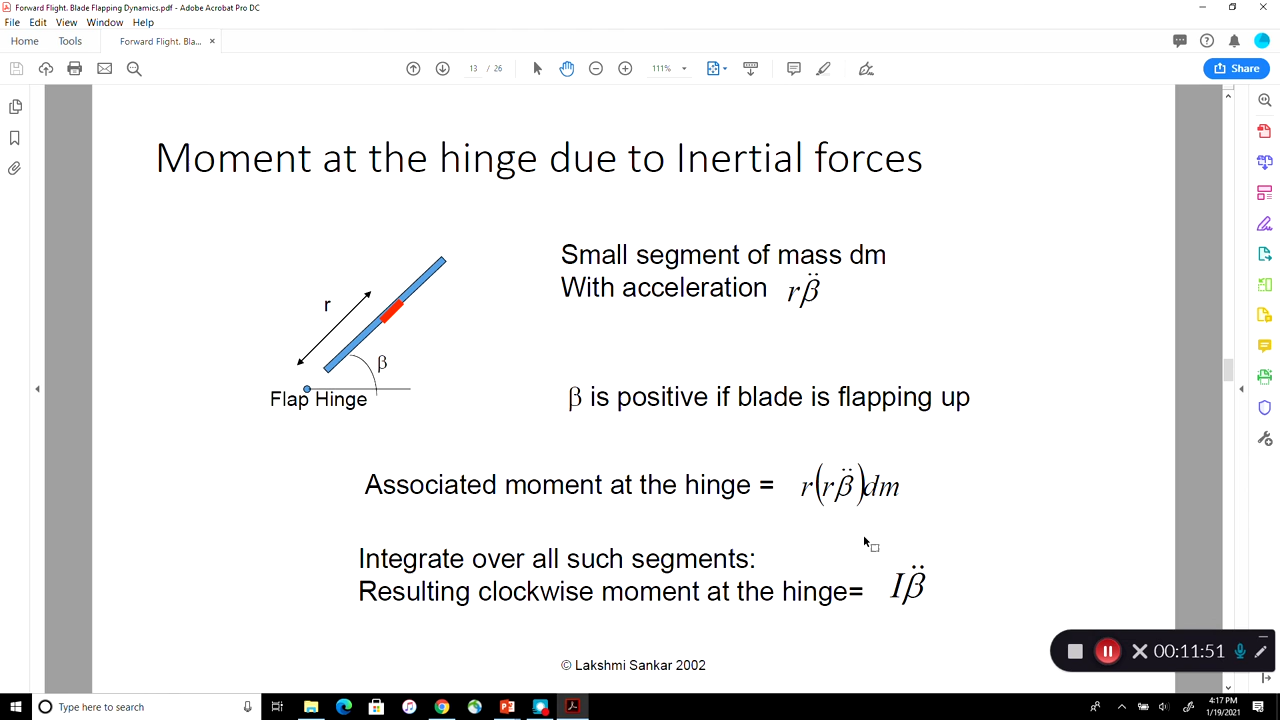 Forward Flight. Blade Flapping Dynamics.pdf - Adobe Acrobat Pro DC
File Edit View Window Help
Home Tools Forward Flight. Bla... ×
13 / 26 111% Share
Moment at the hinge due to Inertial forces
Small segment of mass dm
With acceleration rβ̈
r
β
Flap Hinge
β is positive if blade is flapping up
Associated moment at the hinge = r(rβ̈)dm
Integrate over all such segments:
Resulting clockwise moment at the hinge= Iβ̈
© Lakshmi Sankar 2002
00:11:51
Type here to search
4:17 PM
1/19/2021